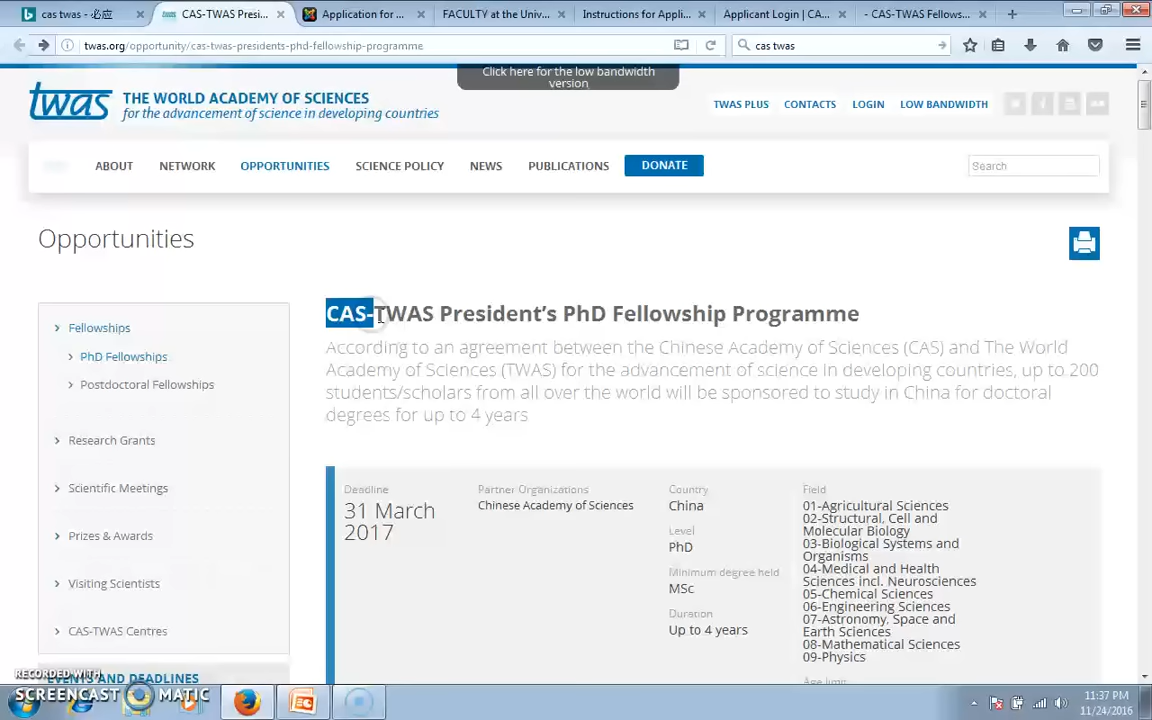 cas twas - 必应
CAS-TWAS Presi...
Application for ...
FACULTY at the Univ...
Instructions for Appli...
Applicant Login | CA...
- CAS-TWAS Fellows...
twas.org/opportunity/cas-twas-presidents-phd-fellowship-programme
cas twas
Click here for the low bandwidth
version
twas
THE WORLD ACADEMY OF SCIENCES
for the advancement of science in developing countries
TWAS PLUS
CONTACTS
LOGIN
LOW BANDWIDTH
ABOUT
NETWORK
OPPORTUNITIES
SCIENCE POLICY
NEWS
PUBLICATIONS
DONATE
Search
Opportunities
Fellowships
PhD Fellowships
Postdoctoral Fellowships
Research Grants
Scientific Meetings
Prizes & Awards
Visiting Scientists
CAS-TWAS Centres
EVENTS AND DEADLINES
CAS-TWAS President's PhD Fellowship Programme
According to an agreement between the Chinese Academy of Sciences (CAS) and The World
Academy of Sciences (TWAS) for the advancement of science in developing countries, up to 200
students/scholars from all over the world will be sponsored to study in China for doctoral
degrees for up to 4 years
Deadline
31 March
2017
Partner Organizations
Chinese Academy of Sciences
Country
China
Level
PhD
Minimum degree held
MSc
Duration
Up to 4 years
Field
01-Agricultural Sciences
02-Structural, Cell and
Molecular Biology
03-Biological Systems and
Organisms
04-Medical and Health
Sciences incl. Neurosciences
05-Chemical Sciences
06-Engineering Sciences
07-Astronomy, Space and
Earth Sciences
08-Mathematical Sciences
09-Physics
Age limit
RECORDED WITH
SCREENCAST MATIC
11:37 PM
11/24/2016